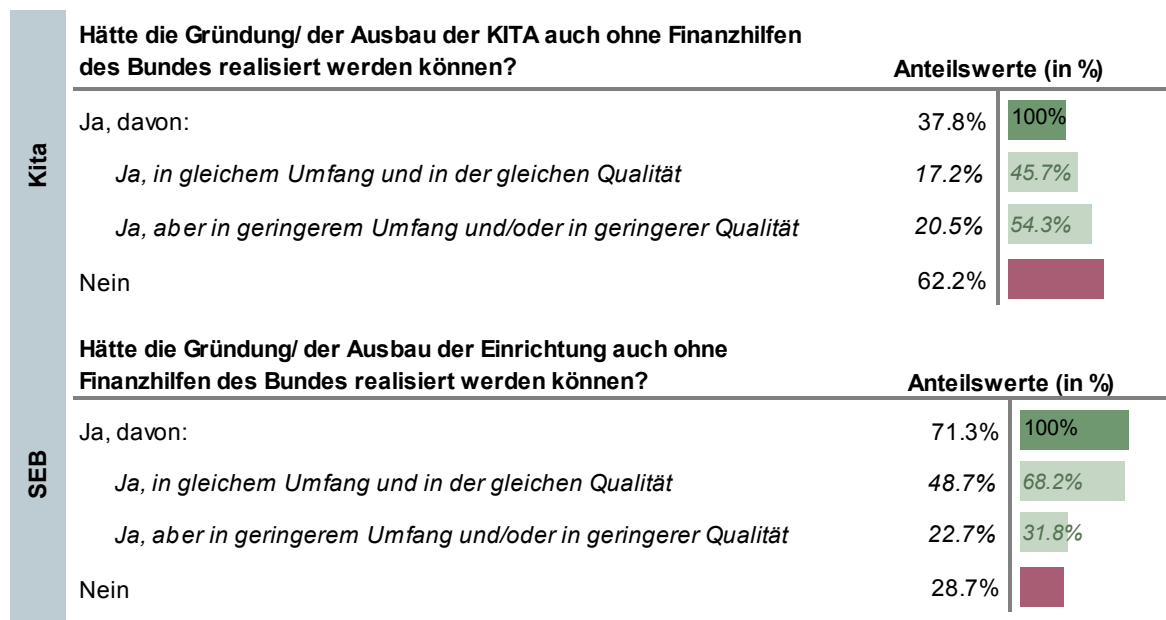 Kita
Hätte die Gründung/ der Ausbau der KITA auch ohne Finanzhilfen
des Bundes realisiert werden können? Anteilswerte (in %)
Ja, davon: 37.8% 100%
Ja, in gleichem Umfang und in der gleichen Qualität 17.2% 45.7%
Ja, aber in geringerem Umfang und/oder in geringerer Qualität 20.5% 54.3%
Nein 62.2%
SEB
Hätte die Gründung/ der Ausbau der Einrichtung auch ohne
Finanzhilfen des Bundes realisiert werden können? Anteilswerte (in %)
Ja, davon: 71.3% 100%
Ja, in gleichem Umfang und in der gleichen Qualität 48.7% 68.2%
Ja, aber in geringerem Umfang und/oder in geringerer Qualität 22.7% 31.8%
Nein 28.7%